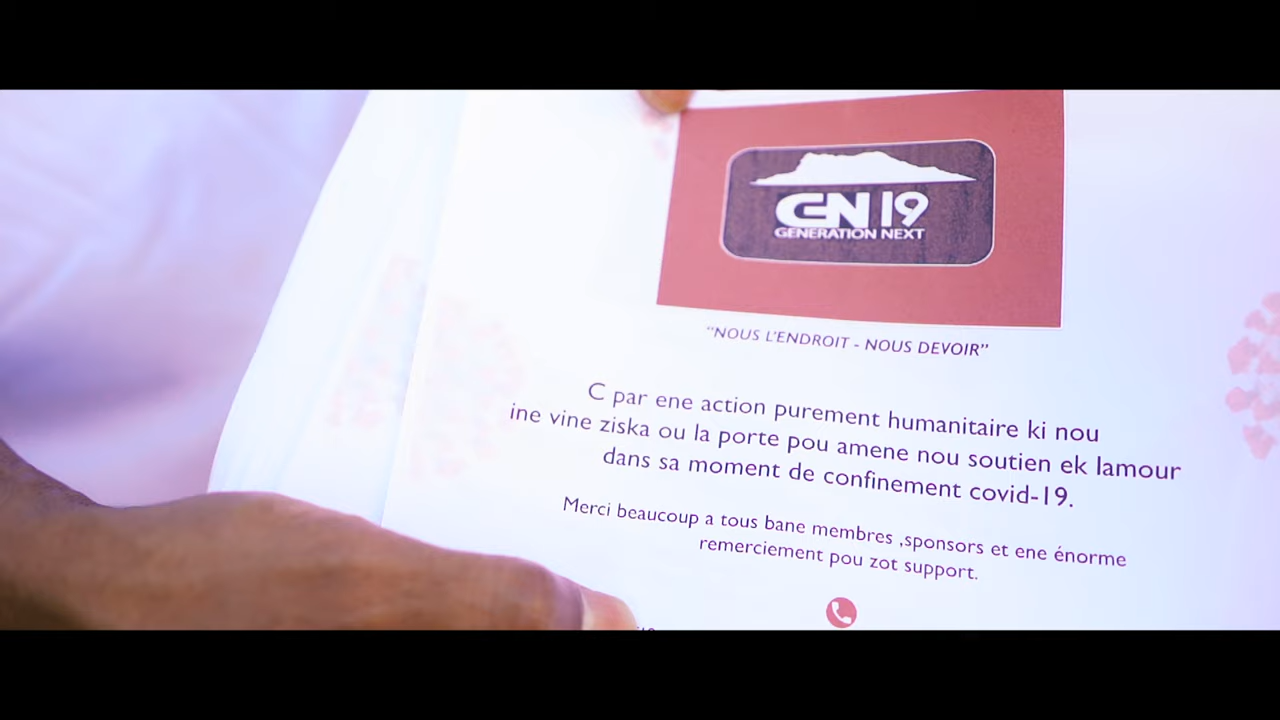 GN 19
GENERATION NEXT
"NOUS L'ENDROIT - NOUS DEVOIR"
C par ene action purement humanitaire ki nou
ine vine ziska ou la porte pou amene nou soutien ek lamour
dans sa moment de confinement covid-19.
Merci beaucoup a tous bane membres ,sponsors et ene énorme
remerciement pou zot support.